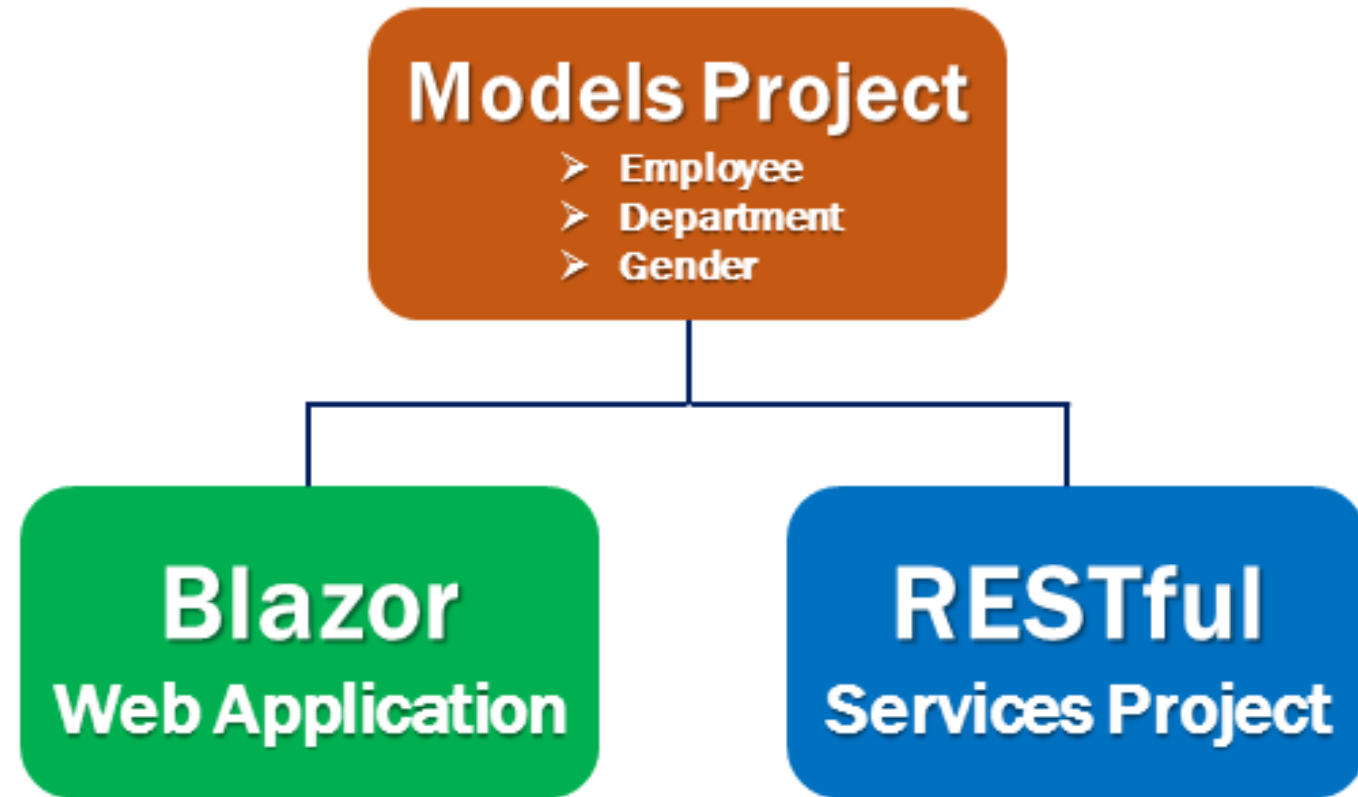 Models Project
➢ Employee
➢ Department
➢ Gender
Blazor
Web Application
RESTful
Services Project